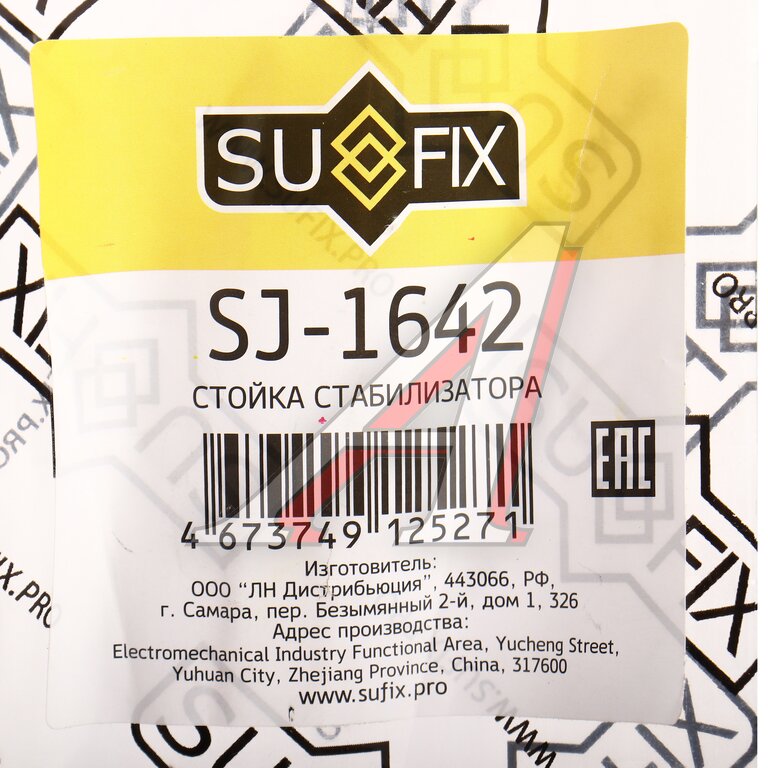 SUFIX
SJ-1642
СТОЙКА СТАБИЛИЗАТОРА
EAC
4 673749 125271
Изготовитель:
ООО “ЛН Дистрибьюция”, 443066, РФ,
г. Самара, пер. Безымянный 2-й, дом 1, 326
Адрес производства:
Electromechanical Industry Functional Area, Yucheng Street,
Yuhuan City, Zhejiang Province, China, 317600
www.sufix.pro